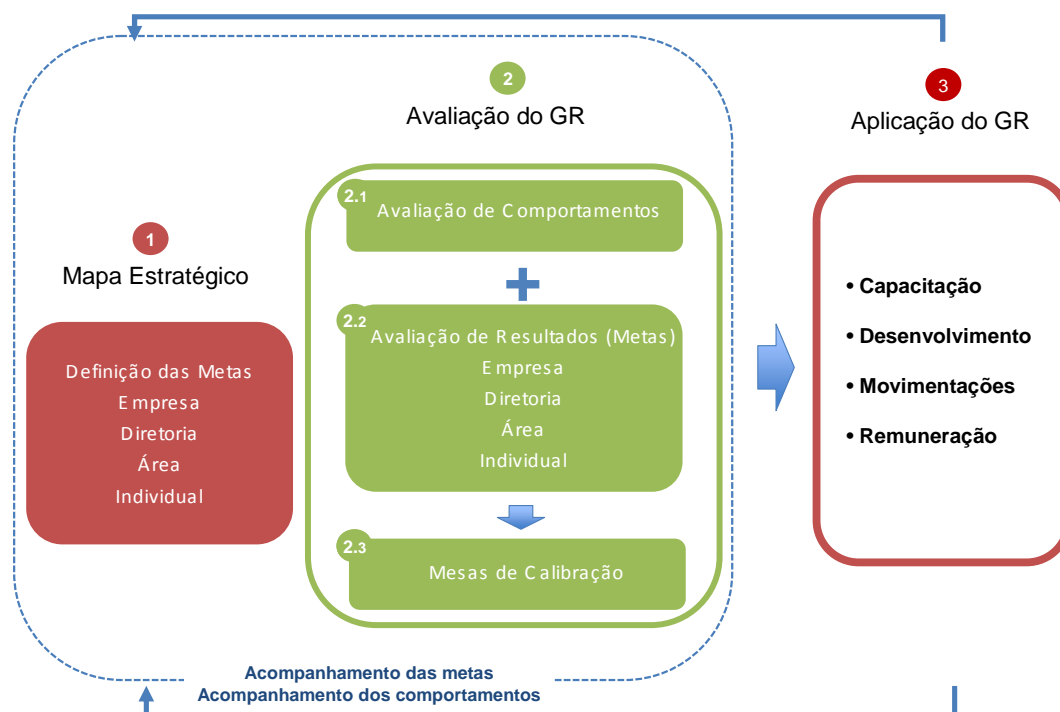 1
Mapa Estratégico
Definição das Metas
Empresa
Diretoria
Área
Individual
2
Avaliação do GR
2.1
Avaliação de Comportamentos
2.2
Avaliação de Resultados (Metas)
Empresa
Diretoria
Área
Individual
2.3
Mesas de Calibração
3
Aplicação do GR
• Capacitação
• Desenvolvimento
• Movimentações
• Remuneração
Acompanhamento das metas
Acompanhamento dos comportamentos